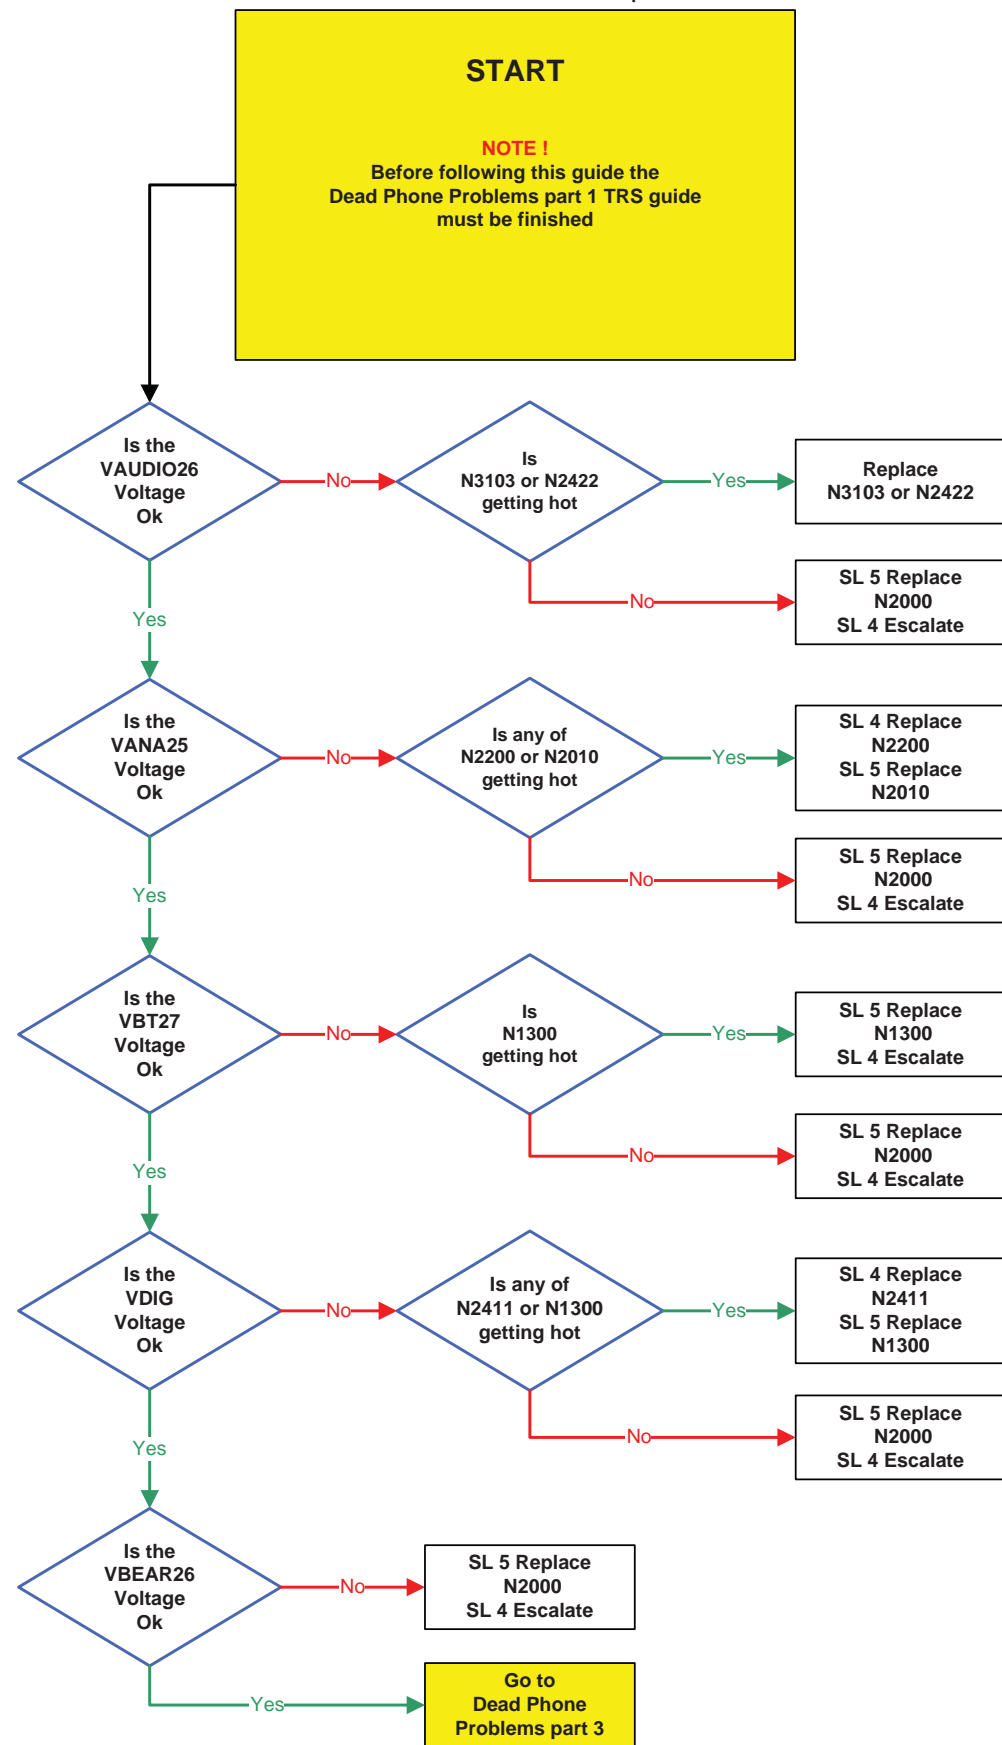 START
NOTE !
Before following this guide the
Dead Phone Problems part 1 TRS guide
must be finished
Is the
VAUDIO26
Voltage
Ok
No
Is
N3103 or N2422
getting hot
Yes
Replace
N3103 or N2422
No
SL 5 Replace
N2000
SL 4 Escalate
Yes
Is the
VANA25
Voltage
Ok
No
Is any of
N2200 or N2010
getting hot
Yes
SL 4 Replace
N2200
SL 5 Replace
N2010
No
SL 5 Replace
N2000
SL 4 Escalate
Yes
Is the
VBT27
Voltage
Ok
No
Is
N1300
getting hot
Yes
SL 5 Replace
N1300
SL 4 Escalate
No
SL 5 Replace
N2000
SL 4 Escalate
Yes
Is the
VDIG
Voltage
Ok
No
Is any of
N2411 or N1300
getting hot
Yes
SL 4 Replace
N2411
SL 5 Replace
N1300
No
SL 5 Replace
N2000
SL 4 Escalate
Yes
Is the
VBEAR26
Voltage
Ok
No
SL 5 Replace
N2000
SL 4 Escalate
Yes
Go to
Dead Phone
Problems part 3